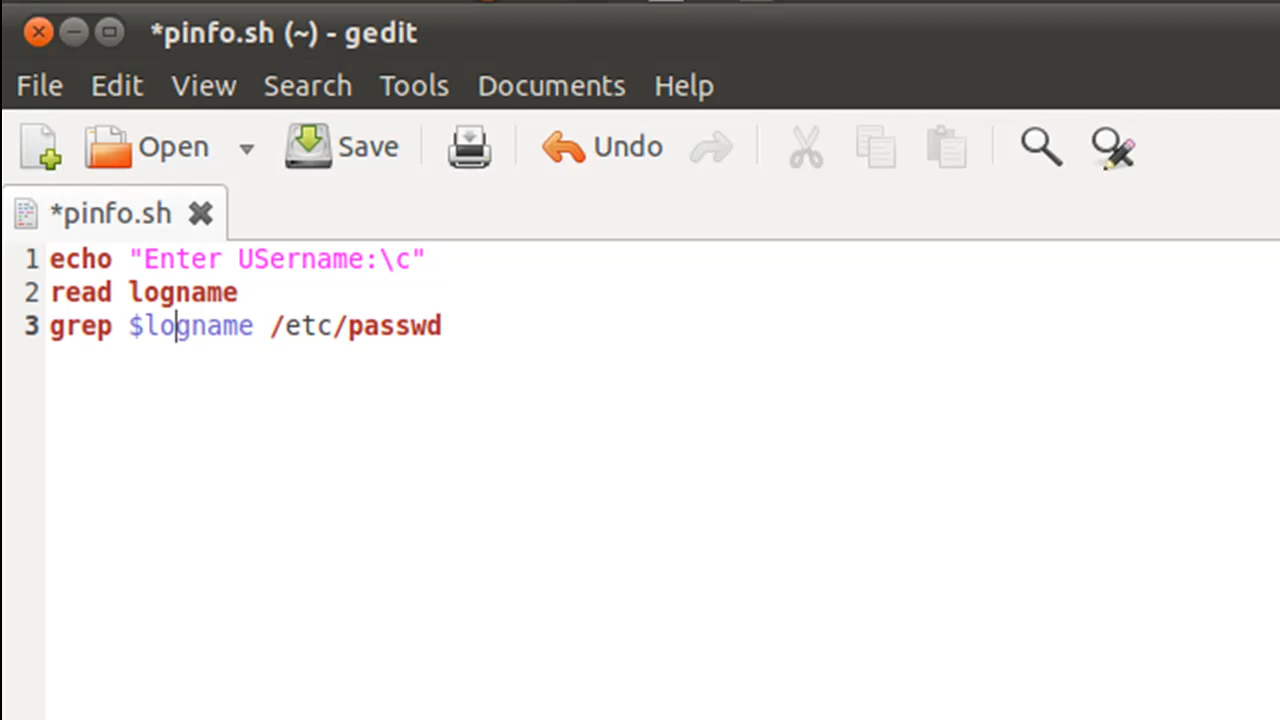 *pinfo.sh (~) - gedit
File Edit View Search Tools Documents Help
Open Save Undo
*pinfo.sh
1 echo "Enter USername:\c"
2 read logname
3 grep $logname /etc/passwd